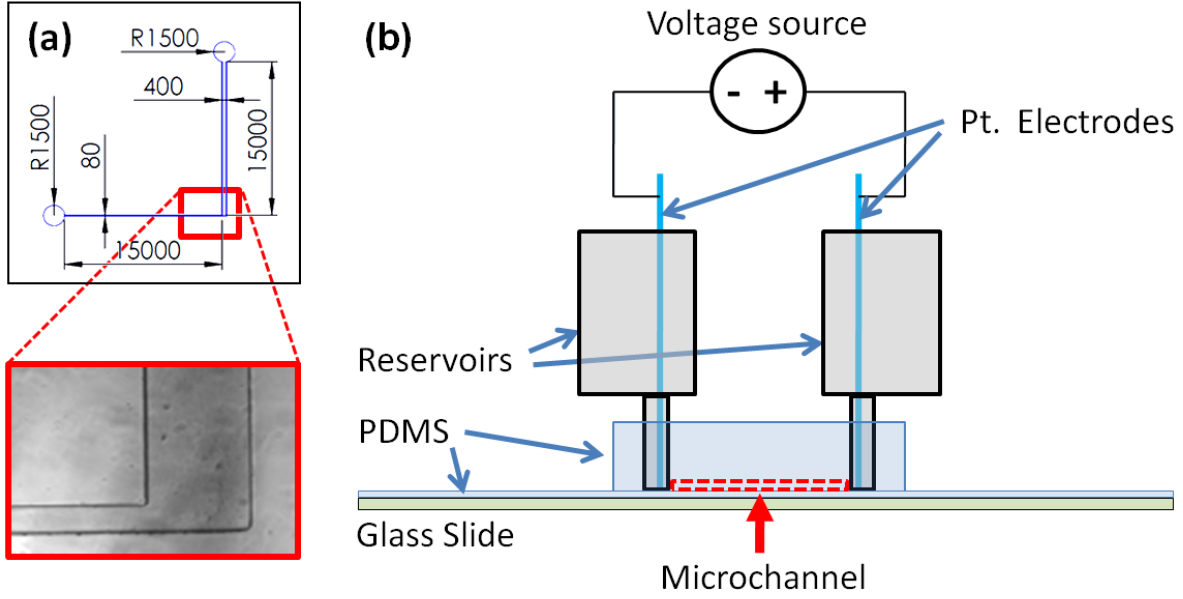 (a)
R1500
400
15000
R1500
80
15000
(b)
Voltage source
- +
Pt. Electrodes
Reservoirs
PDMS
Glass Slide
Microchannel